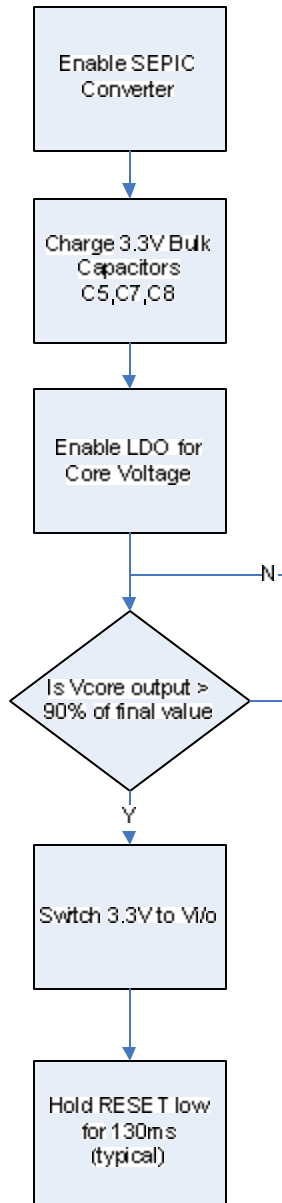 Enable SEPIC
Converter
Charge 3.3V Bulk
Capacitors
C5,C7,C8
Enable LDO for
Core Voltage
N
Is Vcore output >
90% of final value
Y
Switch 3.3V to Vi/o
Hold RESET low
for 130ms
(typical)